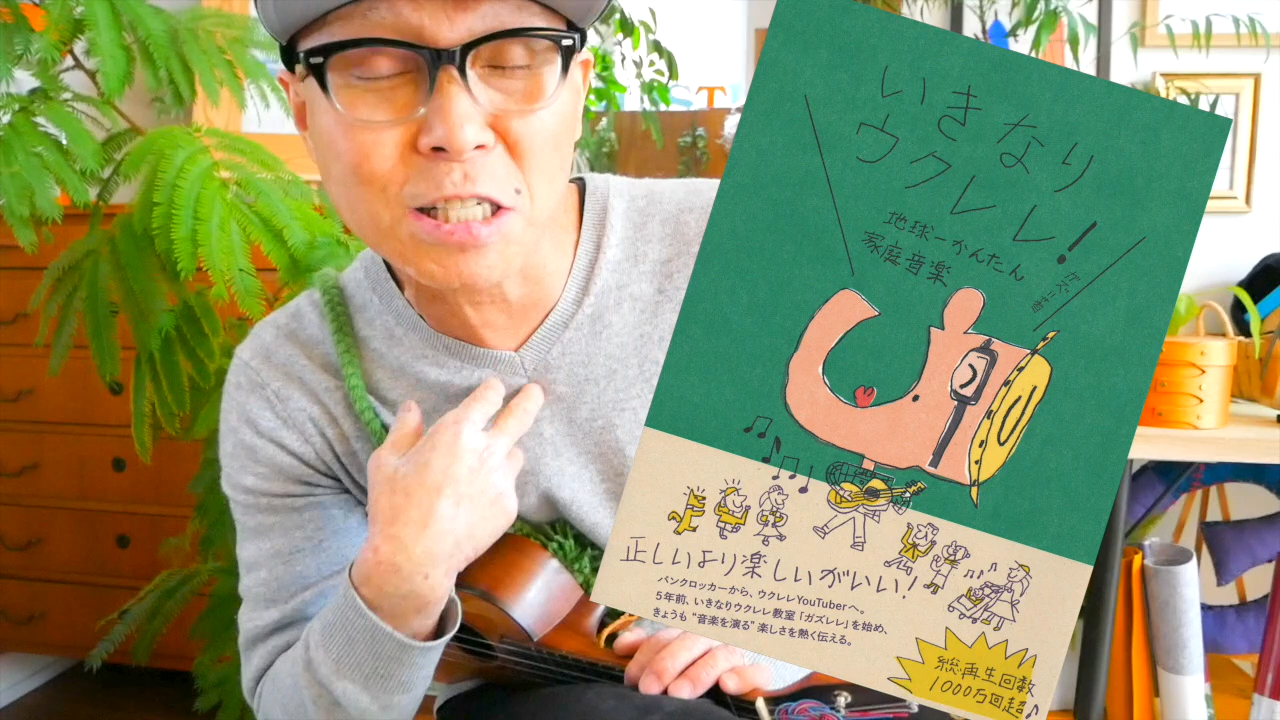 いきなり
ウクレレ!
地球一かんたん
家庭音楽
ガズ 著
正しいより楽しいがいい!
パンクロッカーから、ウクレレYouTuberへ。
5年前、いきなりウクレレ教室「ガズレレ」を始め、
きょうも“音楽を演る”楽しさを熱く伝える。
総再生回数
1000万回超♪